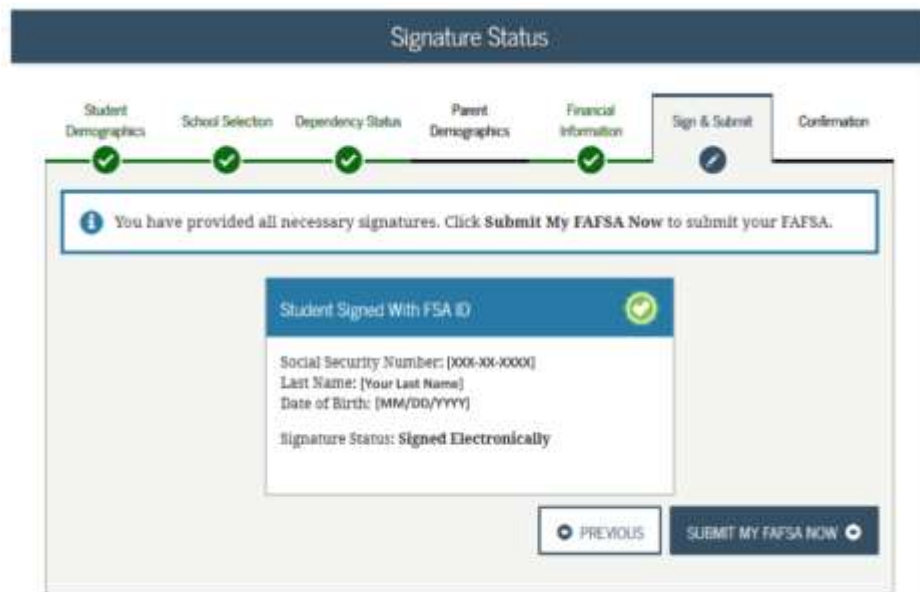 Signature Status
Student
Demographics
School Selection
Dependency Status
Parent
Demographics
Financial
Information
Sign & Submit
Confirmation
You have provided all necessary signatures. Click Submit My FAFSA Now to submit your FAFSA.
Student Signed With FSA ID
Social Security Number: [XXX-XX-XXXX]
Last Name: [Your Last Name]
Date of Birth: [MM/DD/YYYY]
Signature Status: Signed Electronically
PREVIOUS
SUBMIT MY FAFSA NOW